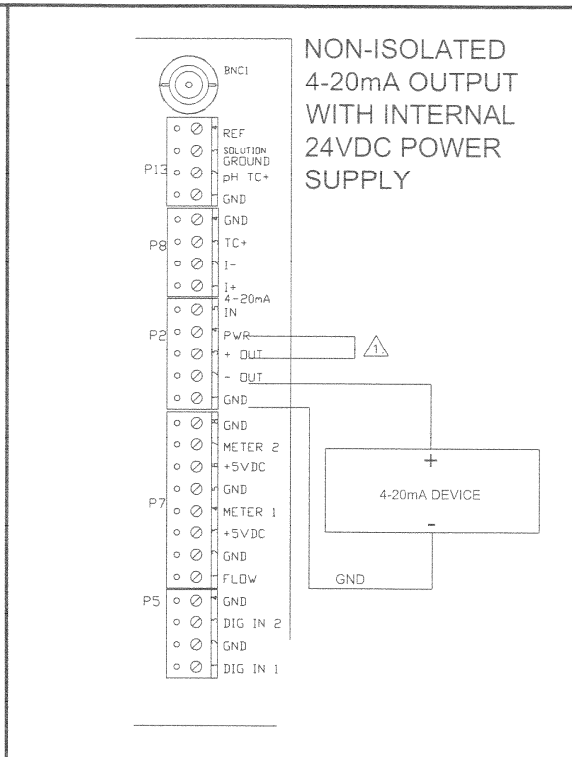 NON-ISOLATED
4-20mA OUTPUT
WITH INTERNAL
24VDC POWER
SUPPLY
BNC1
P13
REF
SOLUTION
GROUND
pH TC+
GND
P8
GND
TC+
I-
I+
P2
4-20mA
IN
PWR
+ OUT
- OUT
GND
1.
P7
GND
METER 2
+5VDC
GND
METER 1
+5VDC
GND
FLOW
P5
GND
DIG IN 2
GND
DIG IN 1
+
4-20mA DEVICE
-
GND